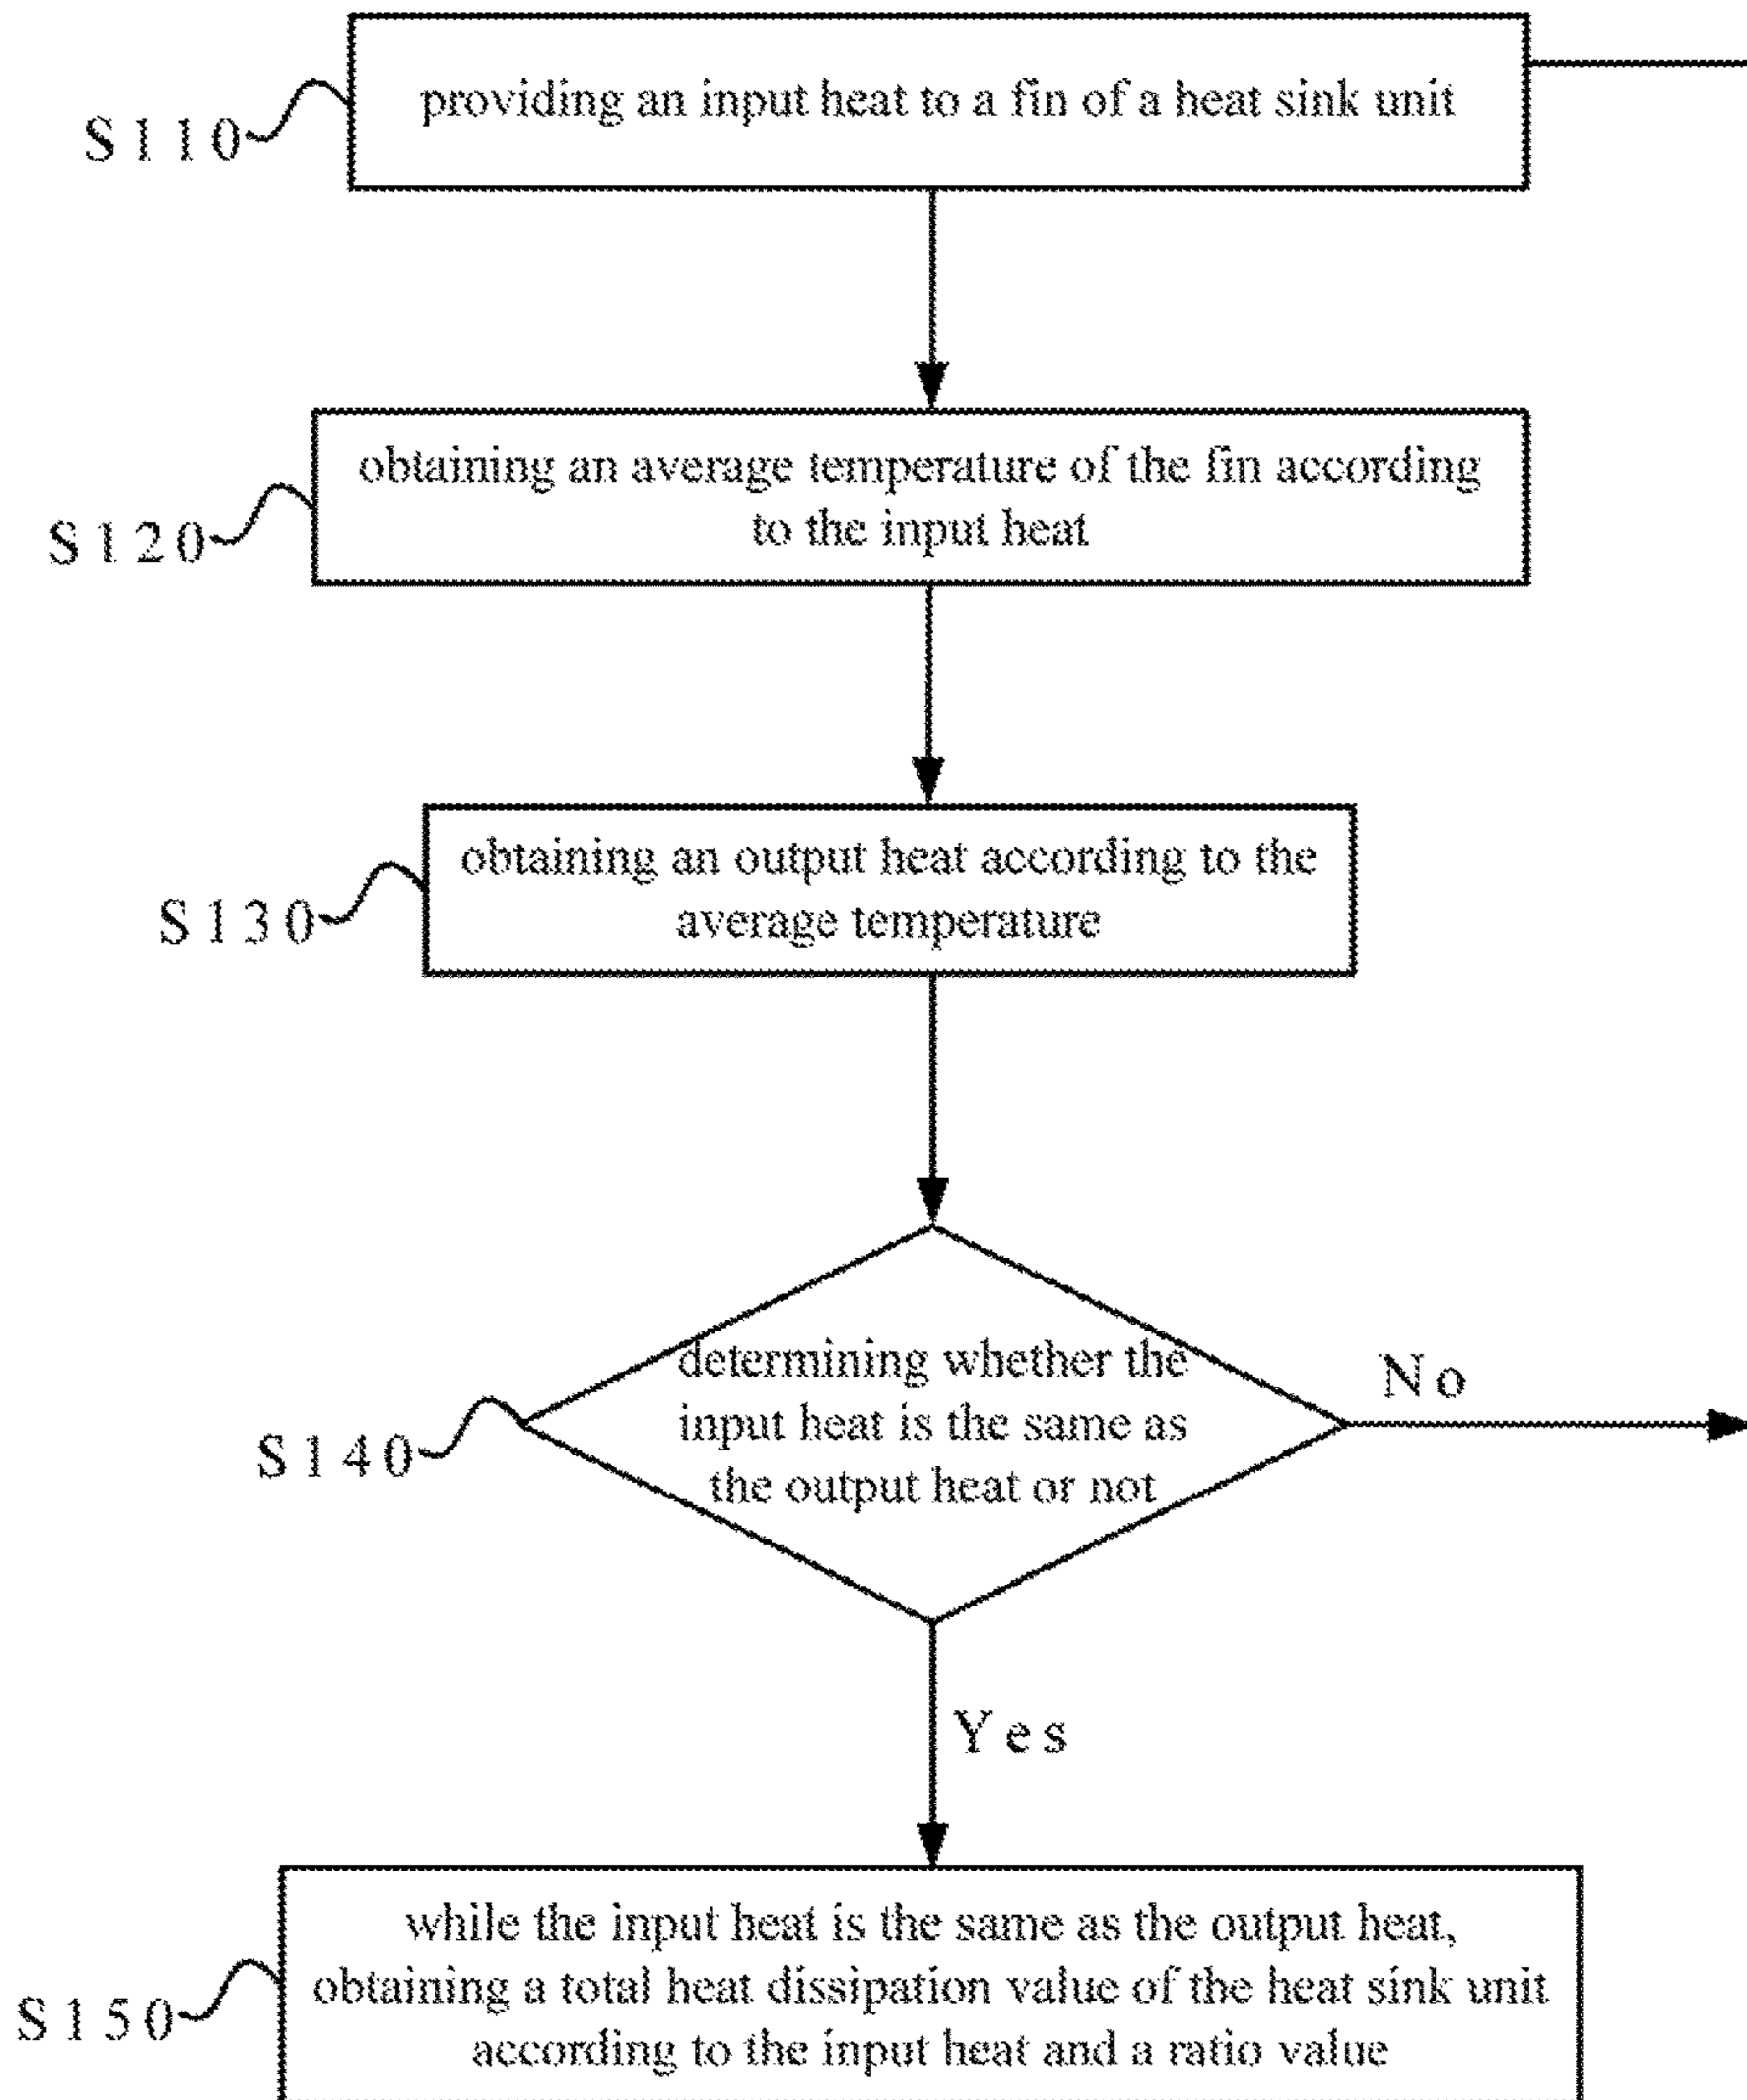 S110
providing an input heat to a fin of a heat sink unit
S120
obtaining an average temperature of the fin according
to the input heat
S130
obtaining an output heat according to the
average temperature
S140
determining whether the
input heat is the same as
the output heat or not
No
Yes
S150
while the input heat is the same as the output heat,
obtaining a total heat dissipation value of the heat sink unit
according to the input heat and a ratio value